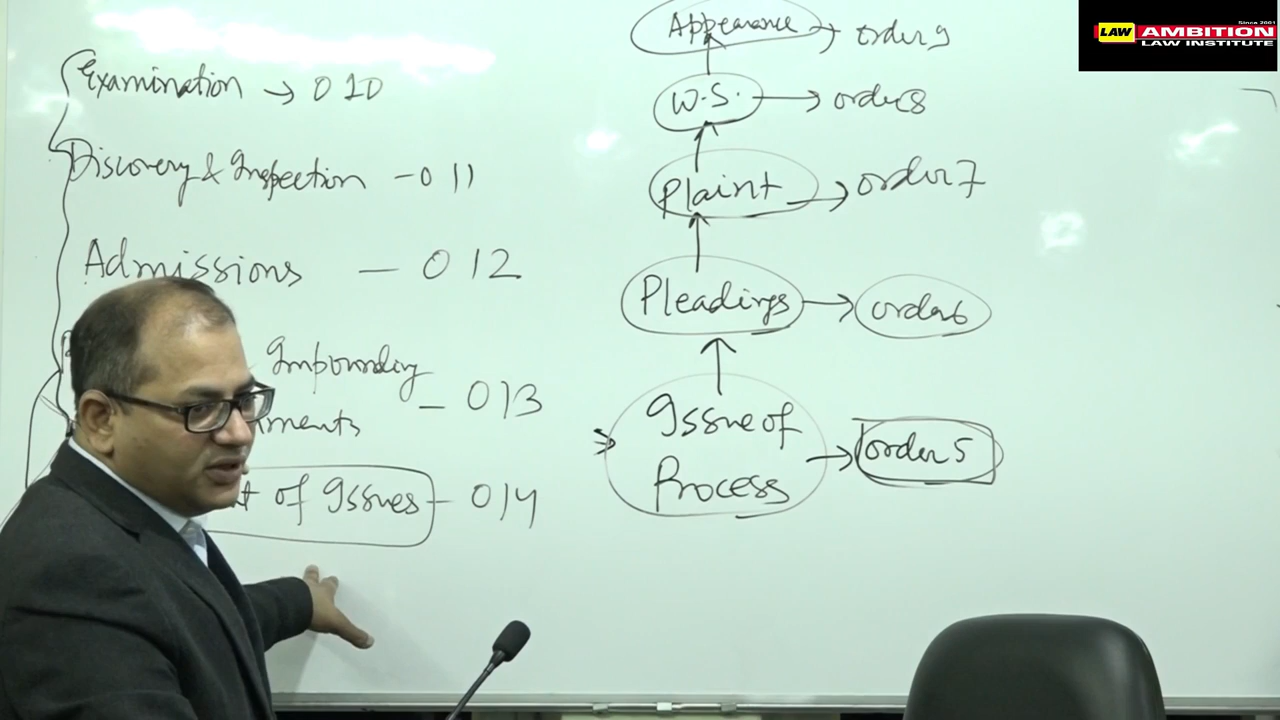 Examination → O 10
Discovery & Inspection - O 11
Admissions - O 12
Impounding
- O 13
t of Issues - O 14
Appearance → order 9
W.S. → order 8
Plaint → order 7
Pleadings → order 6
Issue of
Process → order 5
Since 2001
LAW AMBITION
LAW INSTITUTE